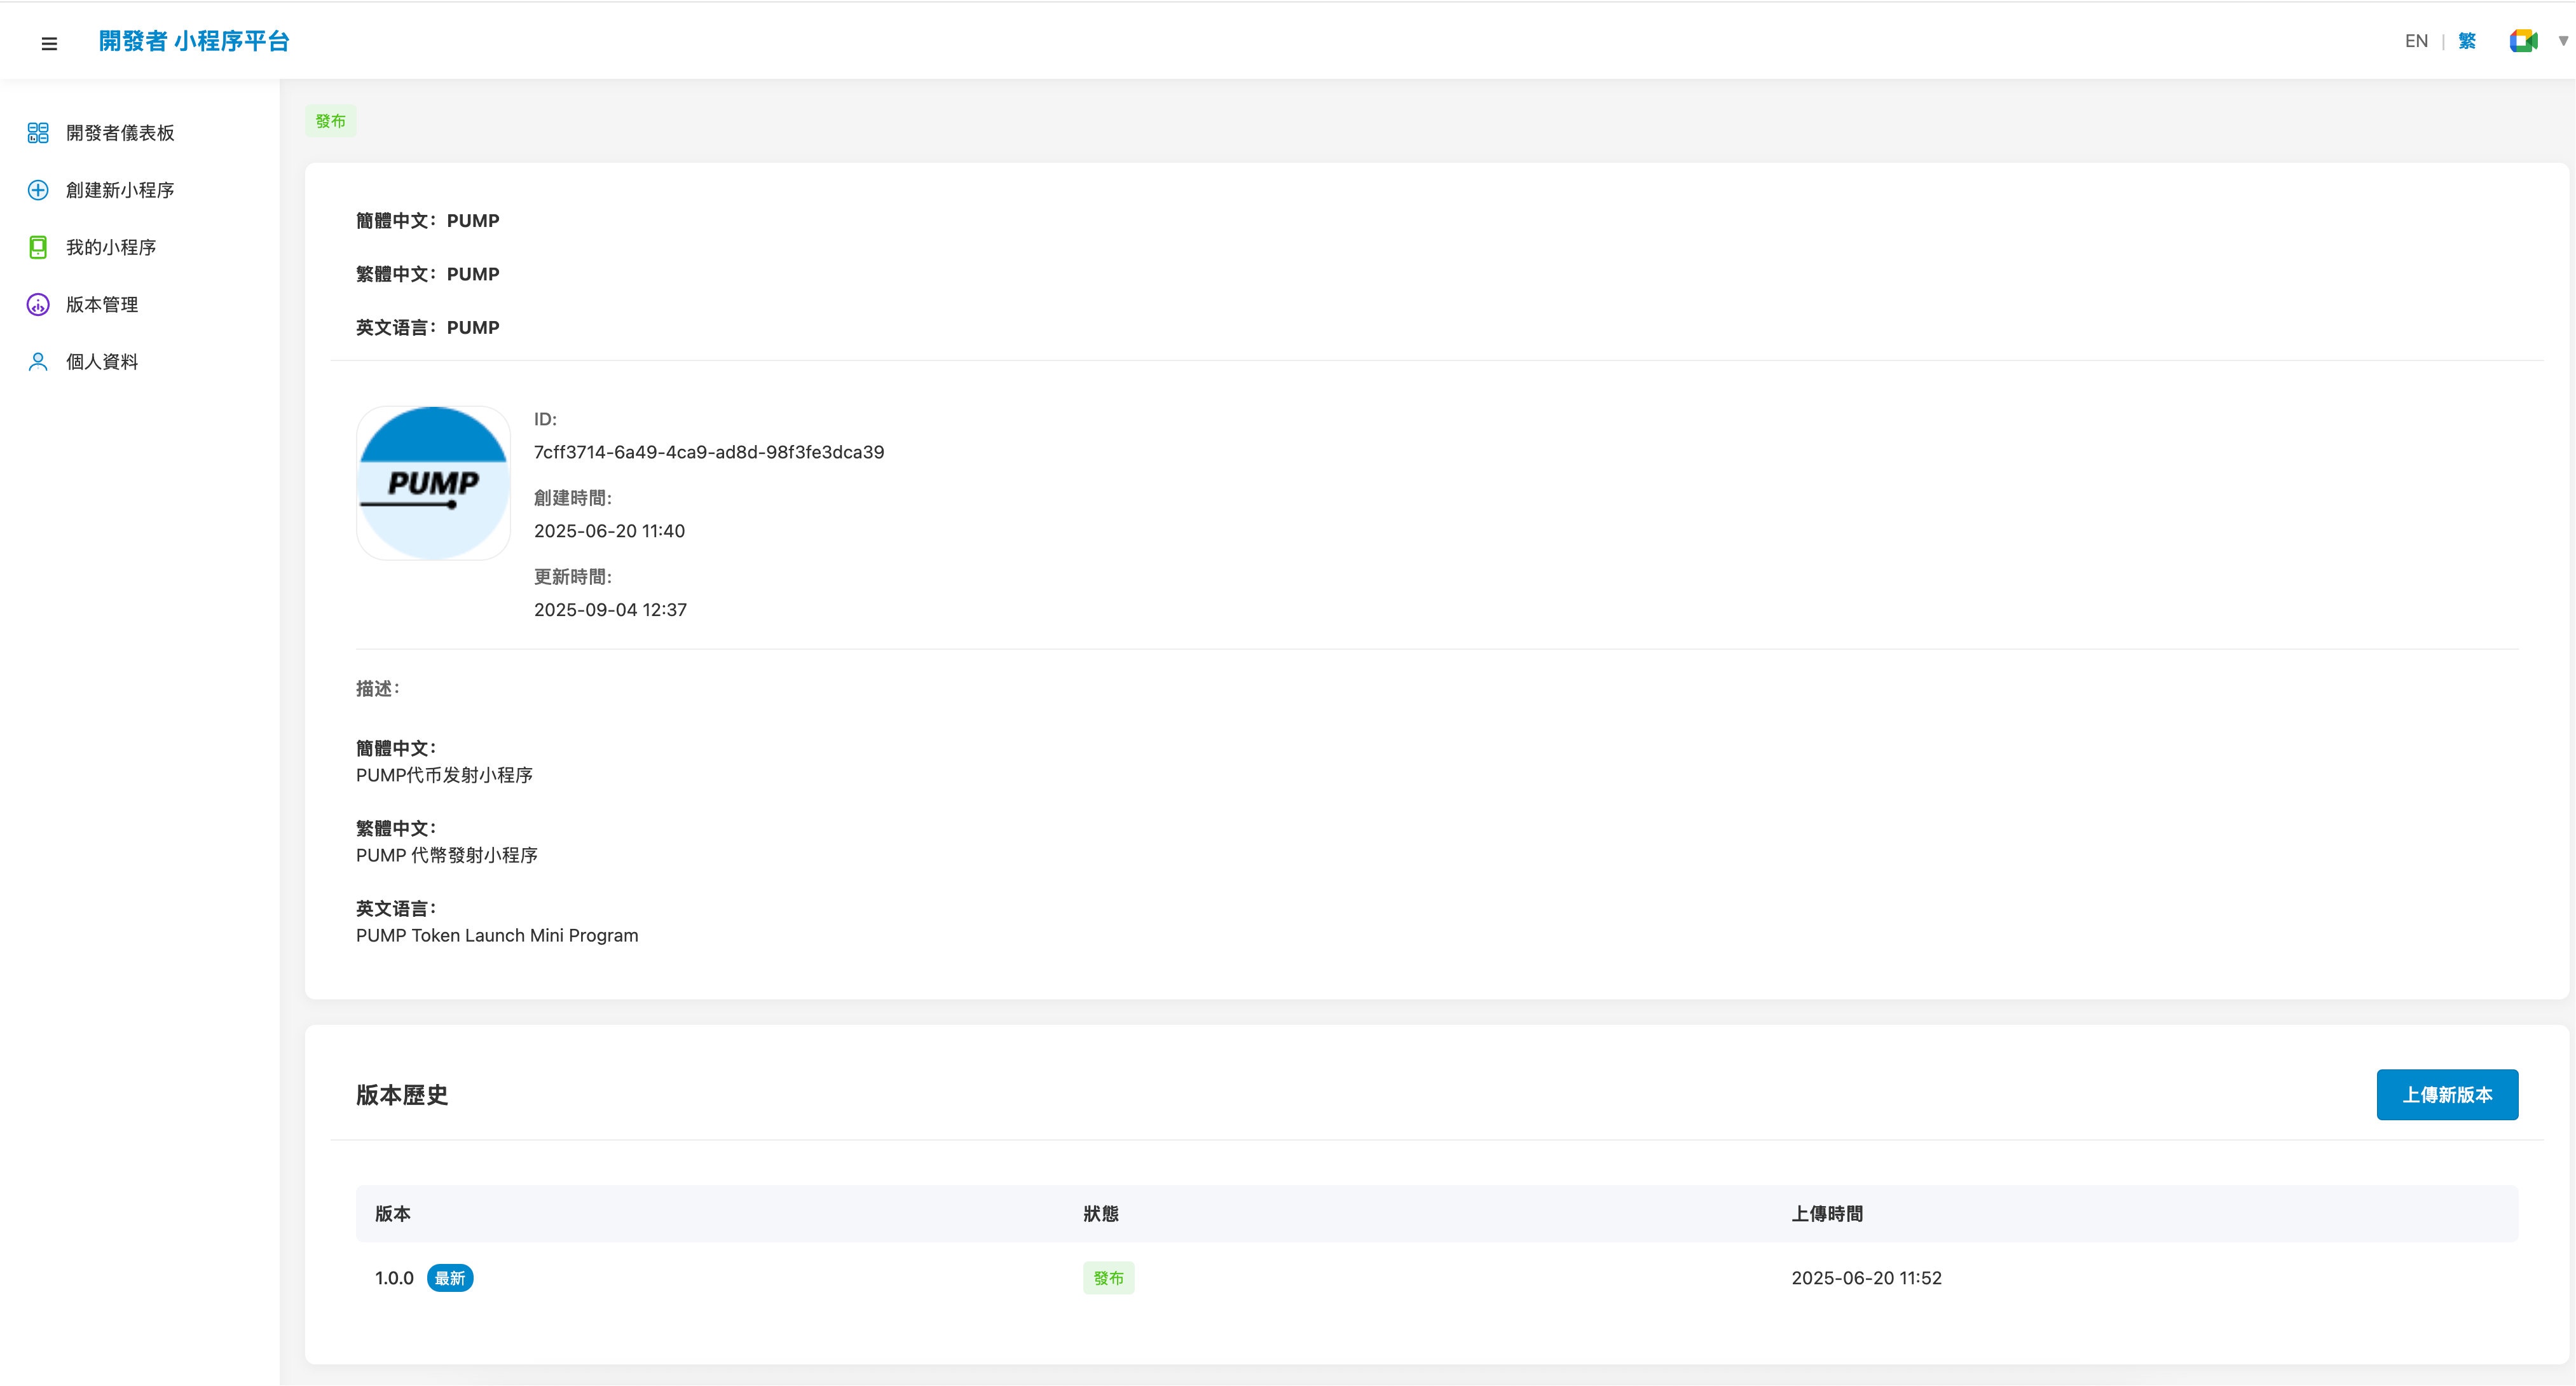 開發者 小程序平台
EN | 繁
開發者儀表板
創建新小程序
我的小程序
版本管理
個人資料
發布
簡體中文：PUMP
繁體中文：PUMP
英文语言：PUMP
PUMP
ID:
7cff3714-6a49-4ca9-ad8d-98f3fe3dca39
創建時間:
2025-06-20 11:40
更新時間:
2025-09-04 12:37
描述：
簡體中文：
PUMP代币发射小程序
繁體中文：
PUMP 代幣發射小程序
英文语言：
PUMP Token Launch Mini Program
版本歷史
上傳新版本
版本 狀態 上傳時間
1.0.0 最新 發布 2025-06-20 11:52